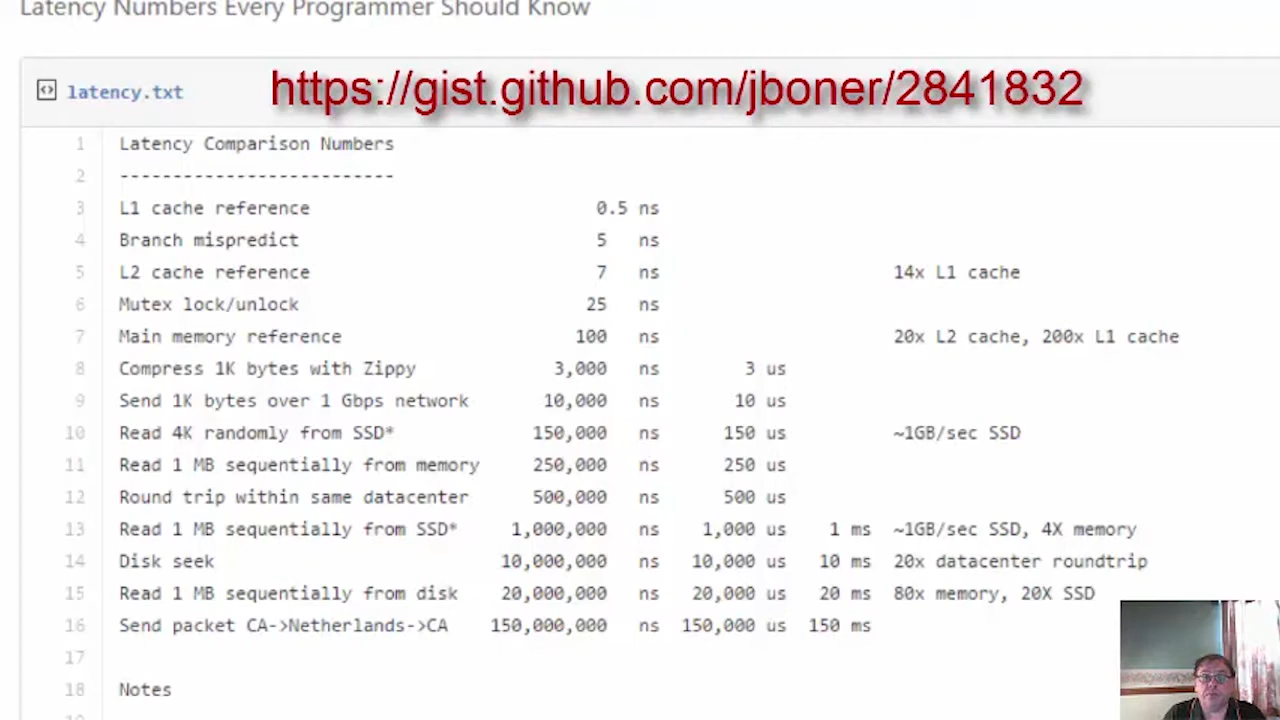 Latency Numbers Every Programmer Should Know
latency.txt https://gist.github.com/jboner/2841832
1 Latency Comparison Numbers
2 --------------------------
3 L1 cache reference 0.5 ns
4 Branch mispredict 5 ns
5 L2 cache reference 7 ns 14x L1 cache
6 Mutex lock/unlock 25 ns
7 Main memory reference 100 ns 20x L2 cache, 200x L1 cache
8 Compress 1K bytes with Zippy 3,000 ns 3 us
9 Send 1K bytes over 1 Gbps network 10,000 ns 10 us
10 Read 4K randomly from SSD* 150,000 ns 150 us ~1GB/sec SSD
11 Read 1 MB sequentially from memory 250,000 ns 250 us
12 Round trip within same datacenter 500,000 ns 500 us
13 Read 1 MB sequentially from SSD* 1,000,000 ns 1,000 us 1 ms ~1GB/sec SSD, 4X memory
14 Disk seek 10,000,000 ns 10,000 us 10 ms 20x datacenter roundtrip
15 Read 1 MB sequentially from disk 20,000,000 ns 20,000 us 20 ms 80x memory, 20X SSD
16 Send packet CA->Netherlands->CA 150,000,000 ns 150,000 us 150 ms
17
18 Notes